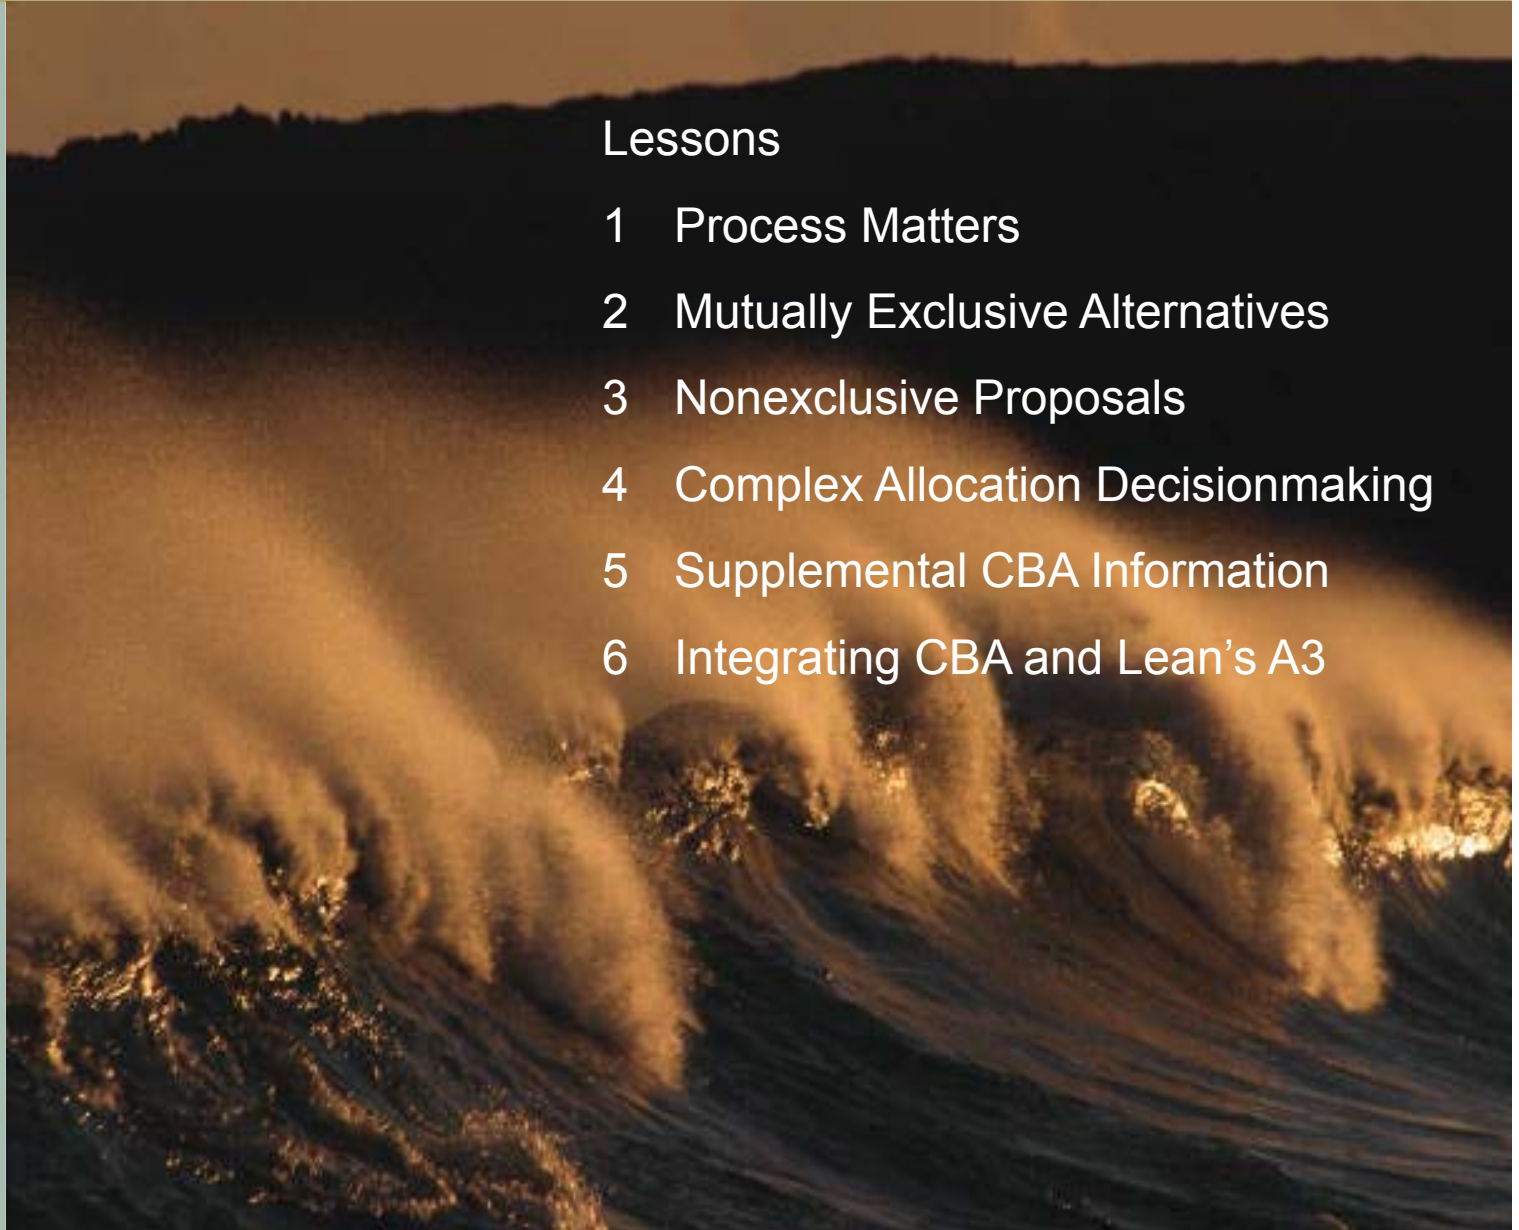 Lessons
1 Process Matters
2 Mutually Exclusive Alternatives
3 Nonexclusive Proposals
4 Complex Allocation Decisionmaking
5 Supplemental CBA Information
6 Integrating CBA and Lean’s A3